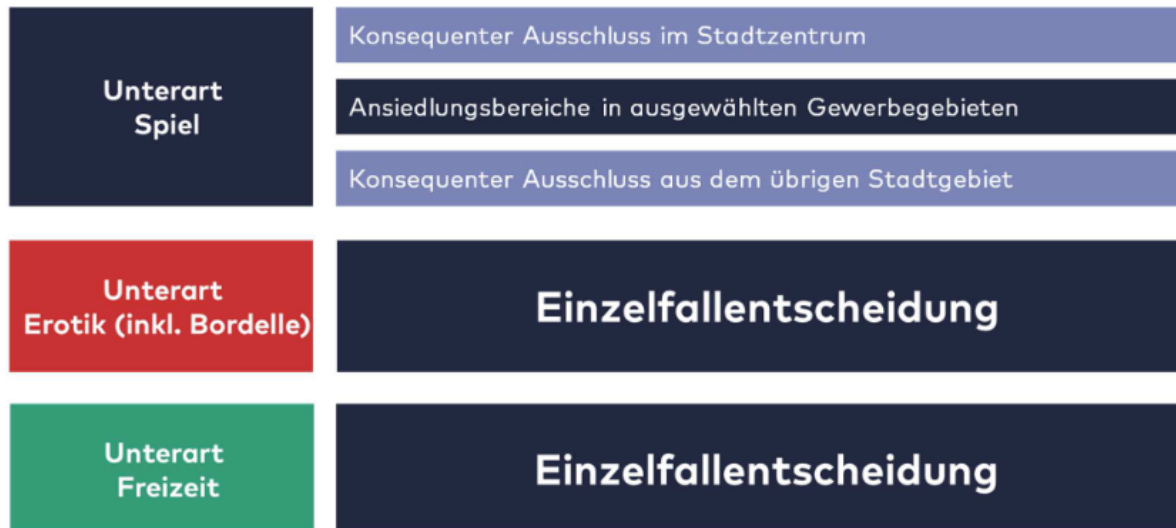 Unterart
Spiel
Konsequenter Ausschluss im Stadtzentrum
Ansiedlungsbereiche in ausgewählten Gewerbegebieten
Konsequenter Ausschluss aus dem übrigen Stadtgebiet
Unterart
Erotik (inkl. Bordelle)
Einzelfallentscheidung
Unterart
Freizeit
Einzelfallentscheidung